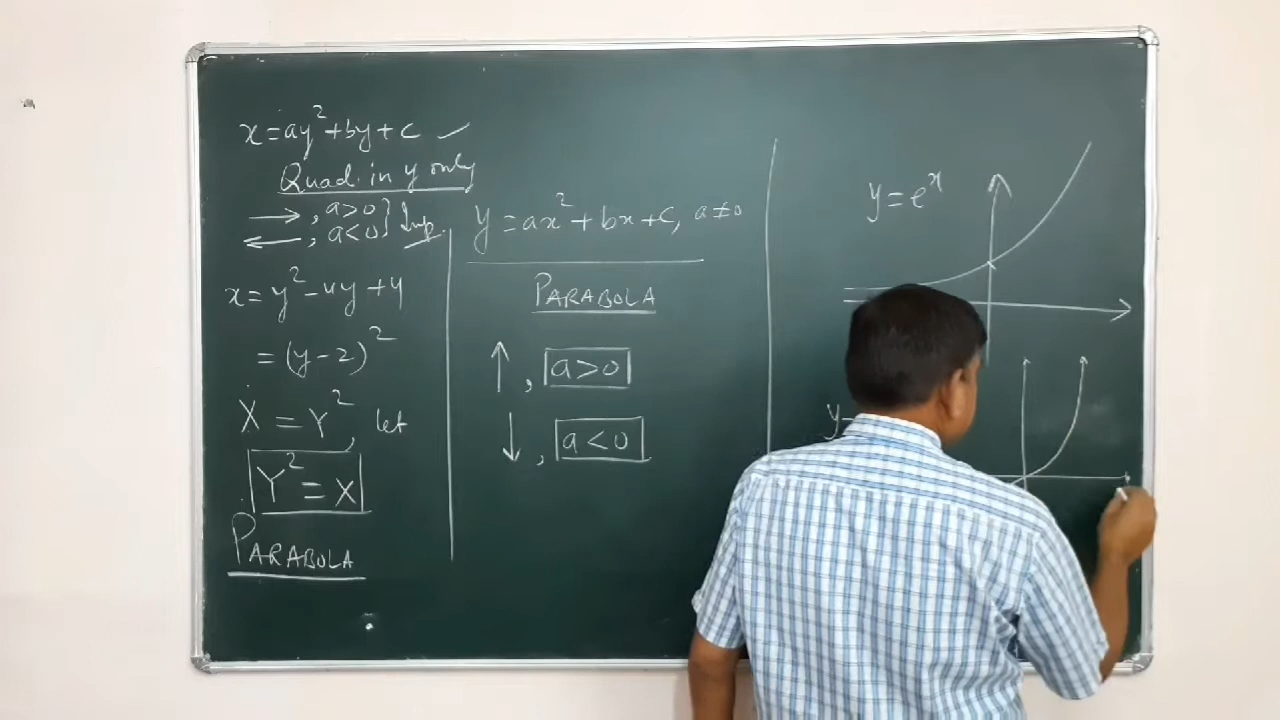 x=ay²+by+c ✓
Quad. in y only
→, a>0 } Imp.
←, a<0
x=y²-4y+4
=(y-2)²
X=Y², let
Y²=X
PARABOLA
y=ax²+bx+c, a≠0
PARABOLA
↑, a>0
↓, a<0
y=eˣ
y=